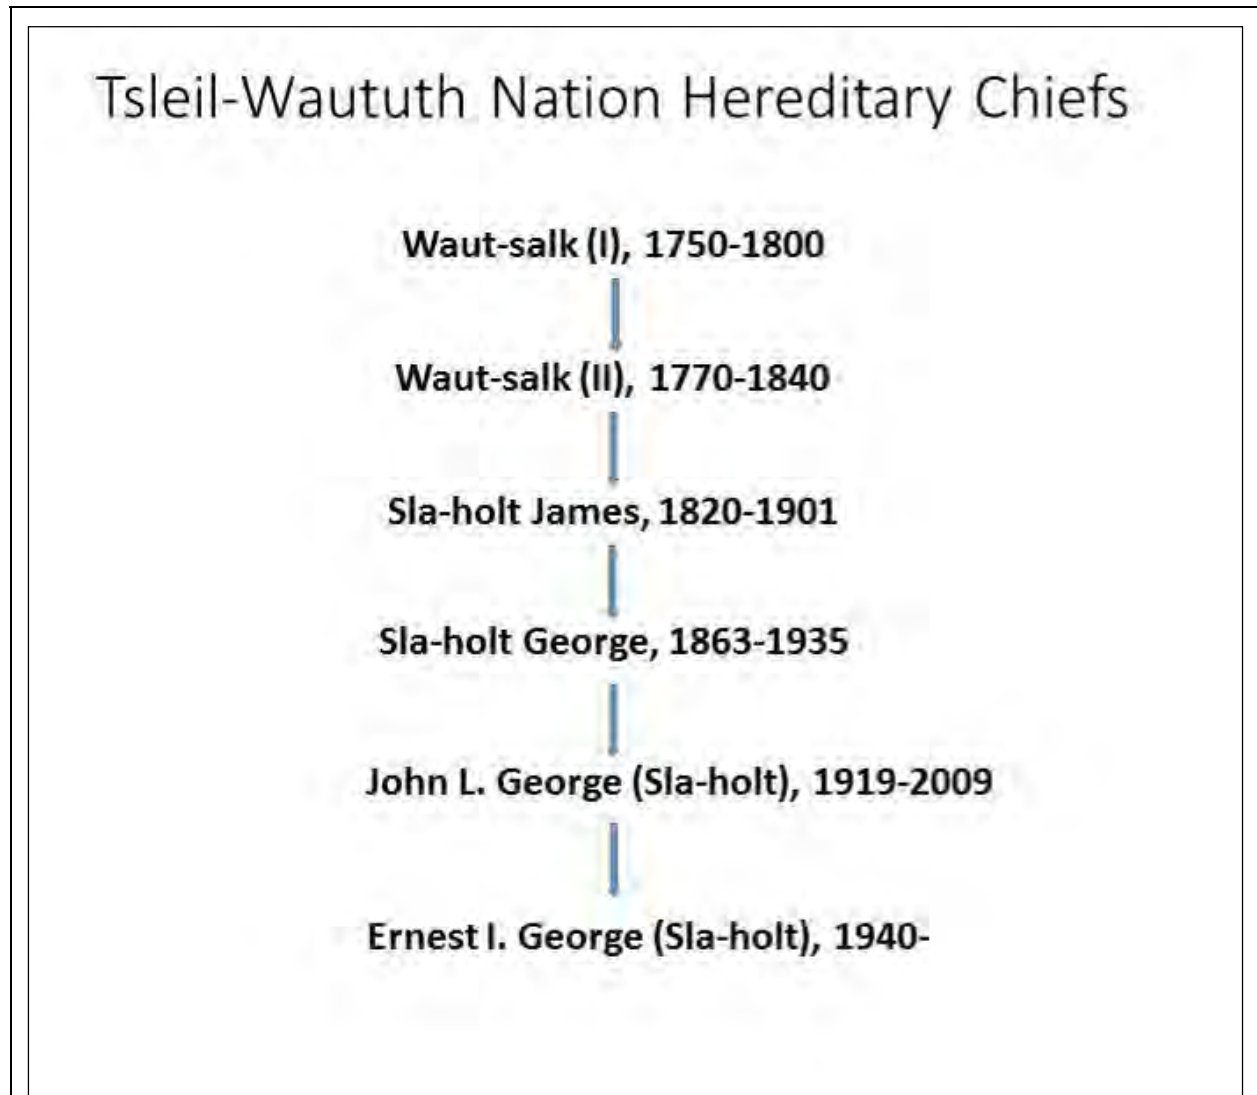 Tsleil-Waututh Nation Hereditary Chiefs
Waut-salk (I), 1750-1800
Waut-salk (II), 1770-1840
Sla-holt James, 1820-1901
Sla-holt George, 1863-1935
John L. George (Sla-holt), 1919-2009
Ernest I. George (Sla-holt), 1940-